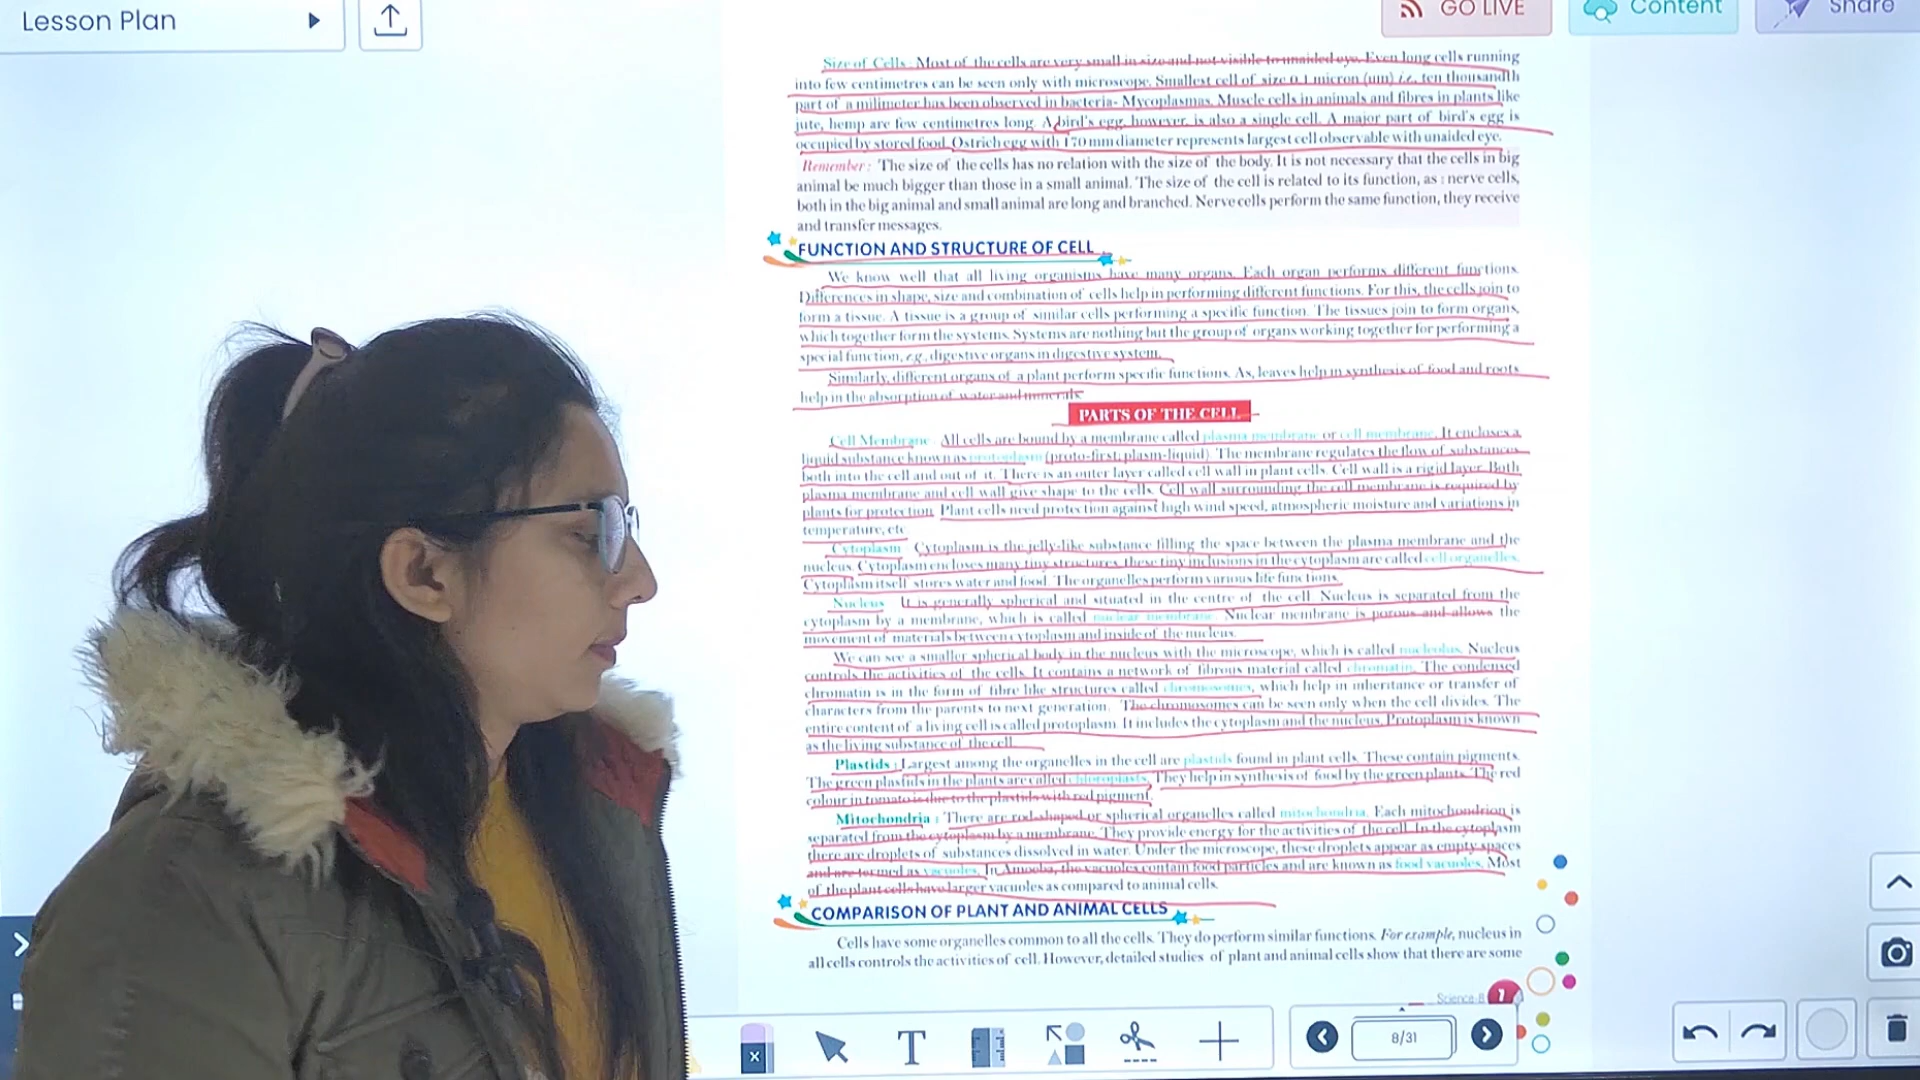 Lesson Plan
GO LIVE
Content
Share
Size of Cells : Most of the cells are very small in size and not visible to unaided eye. Even long cells running
into few centimetres can be seen only with microscope. Smallest cell of size 0.1 micron (um) i.e. ten thousandth
part of a milimeter has been observed in bacteria- Mycoplasmas. Muscle cells in animals and fibres in plants like
jute, hemp are few centimetres long. A bird's egg, however, is also a single cell. A major part of bird's egg is
occupied by stored food. Ostrich egg with 170 mm diameter represents largest cell observable with unaided eye.
Remember : The size of the cells has no relation with the size of the body. It is not necessary that the cells in big
animal be much bigger than those in a small animal. The size of the cell is related to its function, as : nerve cells,
both in the big animal and small animal are long and branched. Nerve cells perform the same function, they receive
and transfer messages.
FUNCTION AND STRUCTURE OF CELL
We know well that all living organisms have many organs. Each organ performs different functions.
Differences in shape, size and combination of cells help in performing different functions. For this, the cells join to
form a tissue. A tissue is a group of similar cells performing a specific function. The tissues join to form organs,
which together form the systems. Systems are nothing but the group of organs working together for performing a
special function, e.g., digestive organs in digestive system.
Similarly, different organs of a plant perform specific functions. As, leaves help in synthesis of food and roots
help in the absorption of water and minerals.
PARTS OF THE CELL
Cell Membrane : All cells are bound by a membrane called plasma membrane or cell membrane. It encloses a
liquid substance known as protoplasm (proto-first; plasm-liquid). The membrane regulates the flow of substances
both into the cell and out of it. There is an outer layer called cell wall in plant cells. Cell wall is a rigid layer. Both
plasma membrane and cell wall give shape to the cells. Cell wall surrounding the cell membrane is required by
plants for protection. Plant cells need protection against high wind speed, atmospheric moisture and variations in
temperature, etc.
Cytoplasm : Cytoplasm is the jelly-like substance filling the space between the plasma membrane and the
nucleus. Cytoplasm encloses many tiny structures, these tiny inclusions in the cytoplasm are called cell organelles.
Cytoplasm itself stores water and food. The organelles perform various life functions.
Nucleus : It is generally spherical and situated in the centre of the cell. Nucleus is separated from the
cytoplasm by a membrane, which is called nuclear membrane. Nuclear membrane is porous and allows the
movement of materials between cytoplasm and inside of the nucleus.
We can see a smaller spherical body in the nucleus with the microscope, which is called nucleolus. Nucleus
controls the activities of the cells. It contains a network of fibrous material called chromatin. The condensed
chromatin is in the form of fibre like structures called chromosomes, which help in inheritance or transfer of
characters from the parents to next generation. The chromosomes can be seen only when the cell divides. The
entire content of a living cell is called protoplasm. It includes the cytoplasm and the nucleus. Protoplasm is known
as the living substance of the cell.
Plastids : Largest among the organelles in the cell are plastids found in plant cells. These contain pigments.
The green plastids in the plants are called chloroplasts. They help in synthesis of food by the green plants. The red
colour in tomato is due to the plastids with red pigment.
Mitochondria : There are rod-shaped or spherical organelles called mitochondria. Each mitochondrion is
separated from the cytoplasm by a membrane. They provide energy for the activities of the cell. In the cytoplasm
there are droplets of substances dissolved in water. Under the microscope, these droplets appear as empty spaces
and are termed as vacuoles. In Amoeba, the vacuoles contain food particles and are known as food vacuoles. Most
of the plant cells have larger vacuoles as compared to animal cells.
COMPARISON OF PLANT AND ANIMAL CELLS
Cells have some organelles common to all the cells. They do perform similar functions. For example, nucleus in
all cells controls the activities of cell. However, detailed studies of plant and animal cells show that there are some
Science-8 7
T
8/31